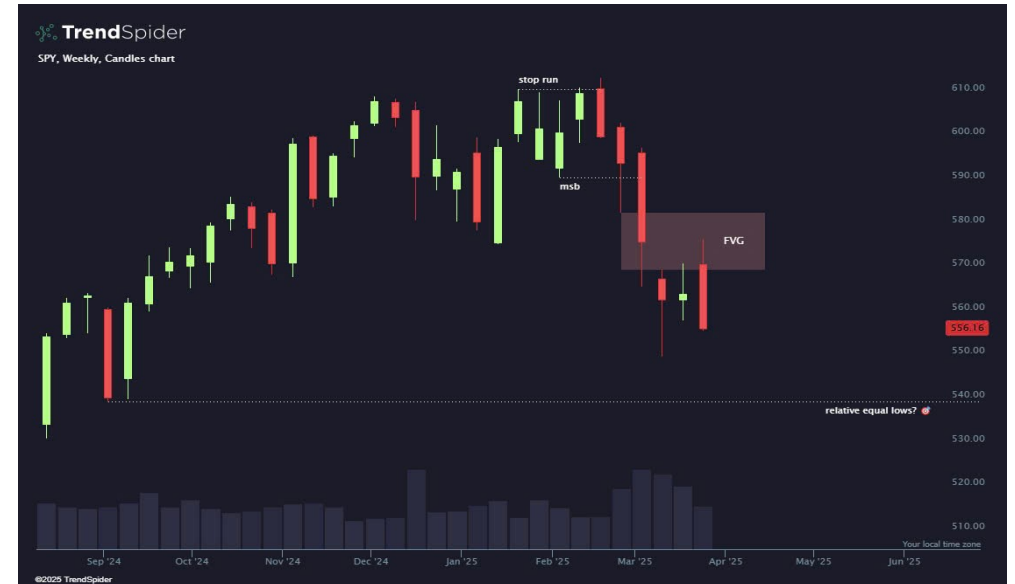 TrendSpider
SPY, Weekly, Candles chart
stop run
msb
FVG
relative equal lows? 🎯
610.00
600.00
590.00
580.00
570.00
560.00
556.16
550.00
540.00
530.00
520.00
510.00
Your local time zone
Sep '24 Oct '24 Nov '24 Dec '24 Jan '25 Feb '25 Mar '25 Apr '25 May '25 Jun '25
©2025 TrendSpider